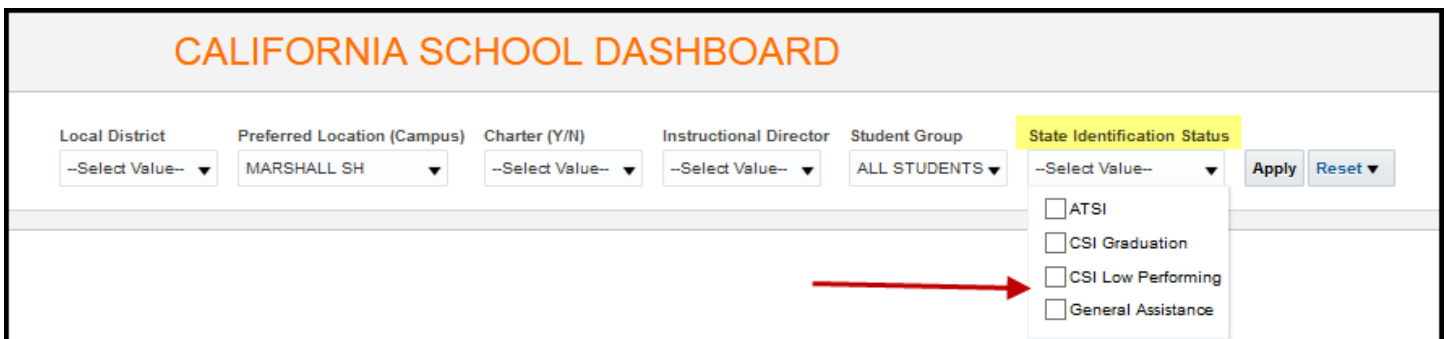 CALIFORNIA SCHOOL DASHBOARD
Local District Preferred Location (Campus) Charter (Y/N) Instructional Director Student Group State Identification Status
--Select Value-- MARSHALL SH --Select Value-- --Select Value-- ALL STUDENTS --Select Value-- Apply Reset
ATSI
CSI Graduation
CSI Low Performing
General Assistance